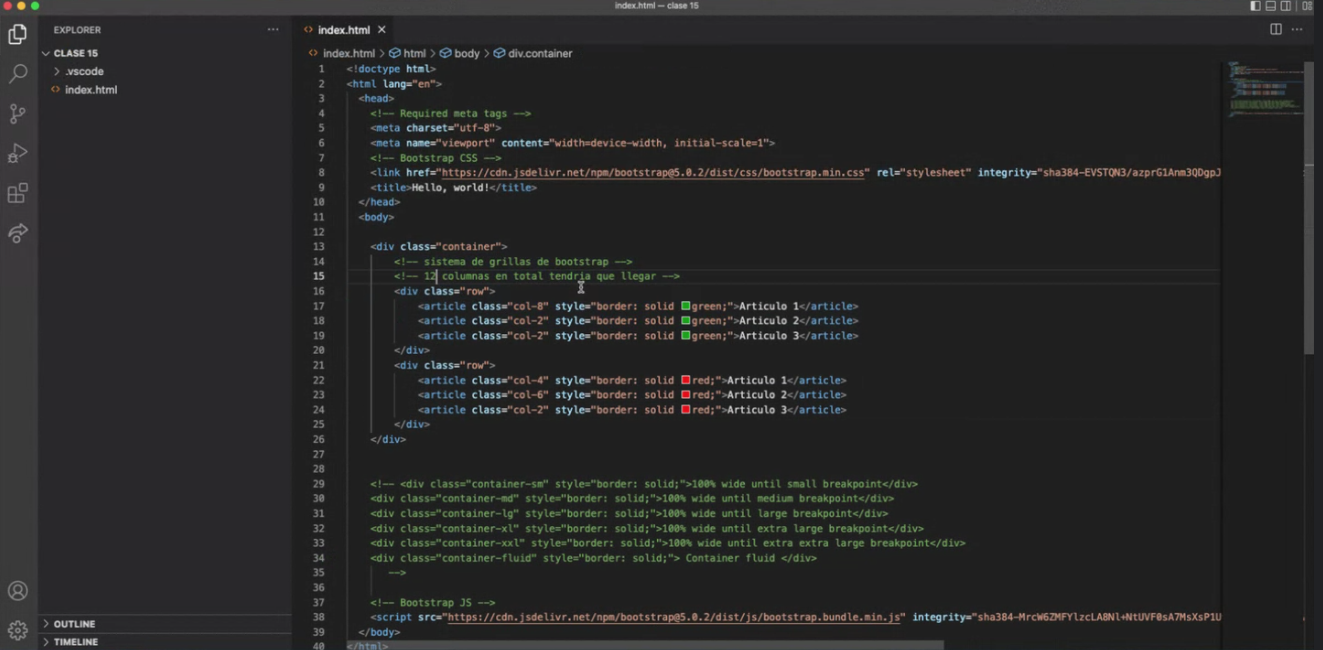 index.html — clase 15
EXPLORER
CLASE 15
.vscode
index.html
OUTLINE
TIMELINE
index.html
index.html > html > body > div.container
1 <!doctype html>
2 <html lang="en">
3 <head>
4 <!-- Required meta tags -->
5 <meta charset="utf-8">
6 <meta name="viewport" content="width=device-width, initial-scale=1">
7 <!-- Bootstrap CSS -->
8 <link href="https://cdn.jsdelivr.net/npm/bootstrap@5.0.2/dist/css/bootstrap.min.css" rel="stylesheet" integrity="sha384-EVSTQN3/azprG1Anm3QDgpJ
9 <title>Hello, world!</title>
10 </head>
11 <body>
12
13 <div class="container">
14 <!-- sistema de grillas de bootstrap -->
15 <!-- 12 columnas en total tendria que llegar -->
16 <div class="row">
17 <article class="col-8" style="border: solid green;">Articulo 1</article>
18 <article class="col-2" style="border: solid green;">Articulo 2</article>
19 <article class="col-2" style="border: solid green;">Articulo 3</article>
20 </div>
21 <div class="row">
22 <article class="col-4" style="border: solid red;">Articulo 1</article>
23 <article class="col-6" style="border: solid red;">Articulo 2</article>
24 <article class="col-2" style="border: solid red;">Articulo 3</article>
25 </div>
26 </div>
27
28
29 <!-- <div class="container-sm" style="border: solid;">100% wide until small breakpoint</div>
30 <div class="container-md" style="border: solid;">100% wide until medium breakpoint</div>
31 <div class="container-lg" style="border: solid;">100% wide until large breakpoint</div>
32 <div class="container-xl" style="border: solid;">100% wide until extra large breakpoint</div>
33 <div class="container-xxl" style="border: solid;">100% wide until extra extra large breakpoint</div>
34 <div class="container-fluid" style="border: solid;"> Container fluid </div>
35 -->
36
37 <!-- Bootstrap JS -->
38 <script src="https://cdn.jsdelivr.net/npm/bootstrap@5.0.2/dist/js/bootstrap.bundle.min.js" integrity="sha384-MrcW6ZMFYlzcLA8Nl+NtUVF0sA7MsXsP1U
39 </body>
40 </html>